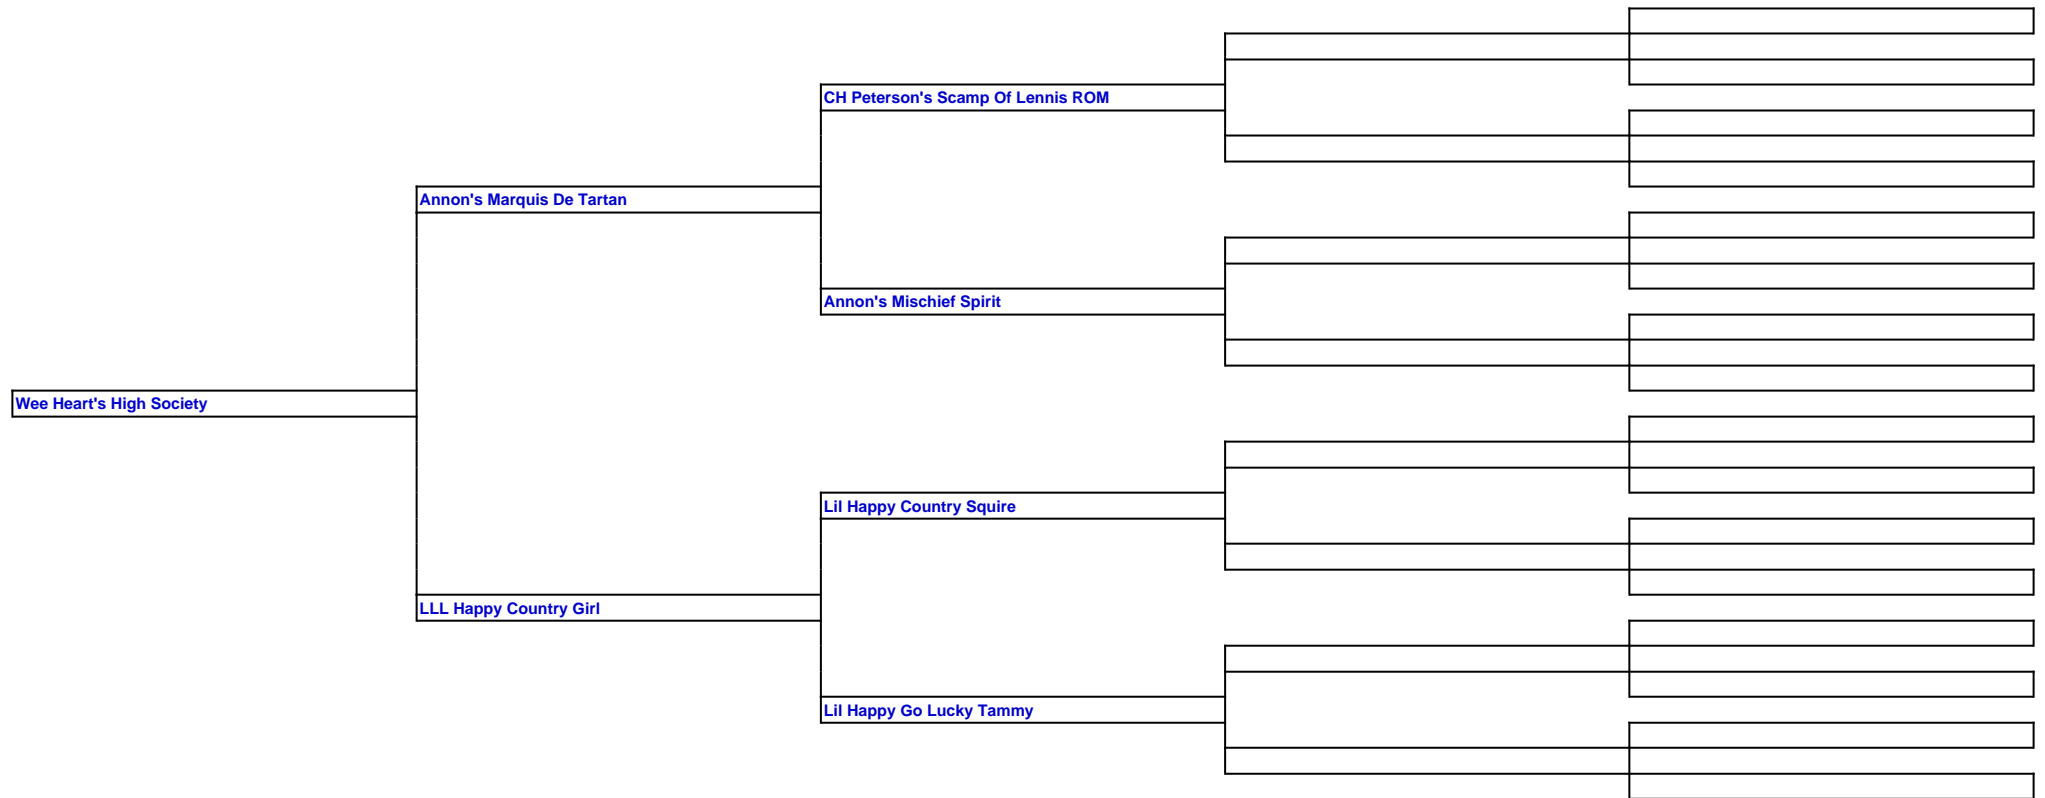 CH Peterson's Scamp Of Lennis ROM
Annon's Marquis De Tartan
Annon's Mischief Spirit
Wee Heart's High Society
Lil Happy Country Squire
LLL Happy Country Girl
Lil Happy Go Lucky Tammy